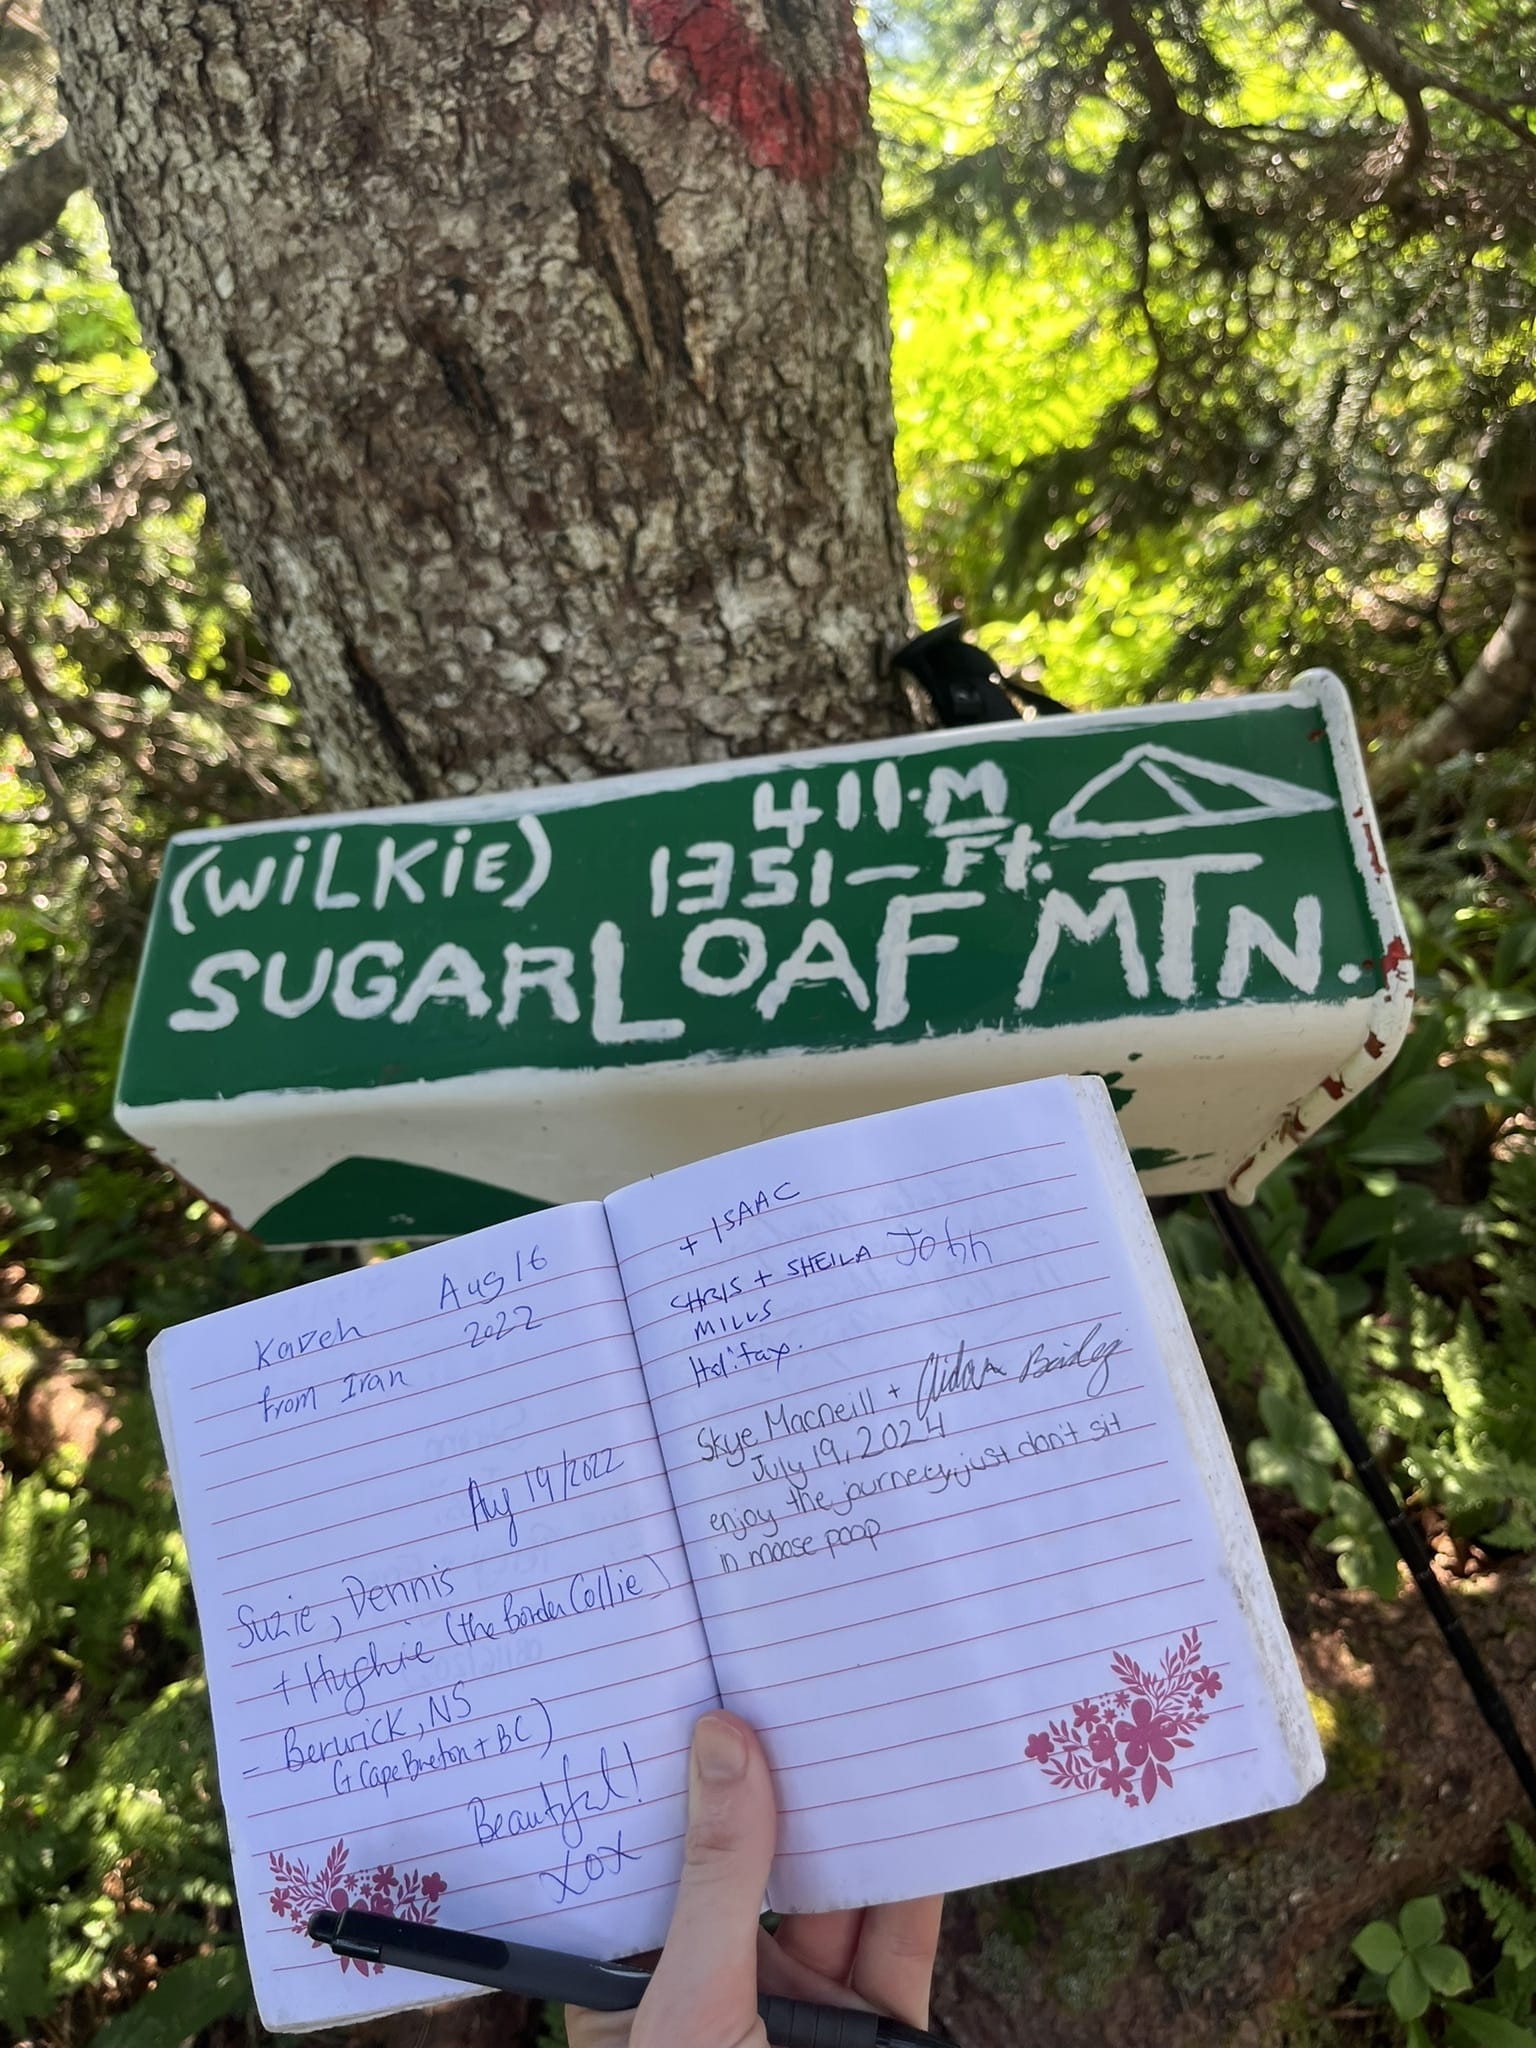 (WiLKiE)
411.M
1351-Ft.
SUGARLOAF MTN.
Aug 16
2022
Kaveh
from Iran
Aug 19/2022
Suzie, Dennis
+ Hughie (the Border Collie)
- Berwick, NS
(+ Cape Breton + BC)
Beautiful!
xox
+ ISAAC
CHRIS + SHEILA John
MILLS
Halifax.
Skye Macneill + Aidan Bailey
July 19, 2024
enjoy the journey, just don't sit
in moose poop